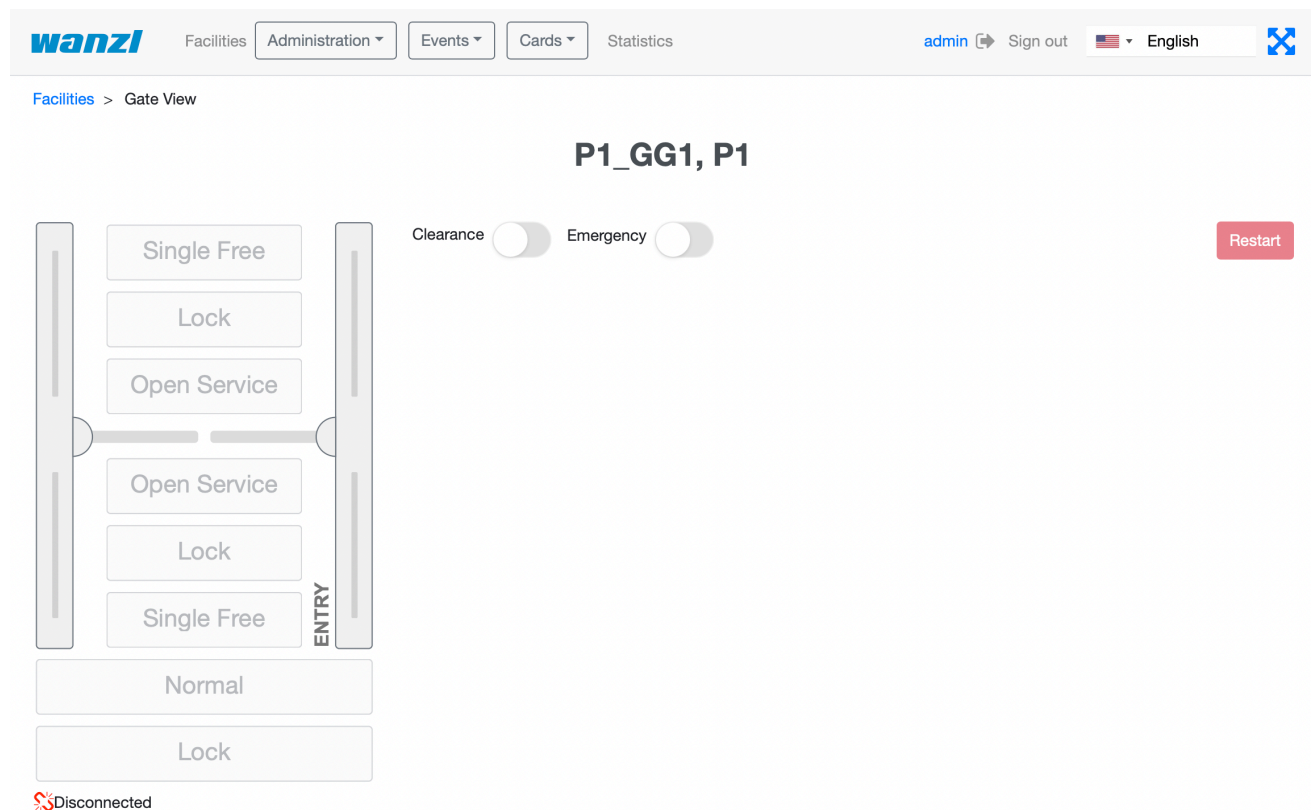 wanzl Facilities Administration Events Cards Statistics admin Sign out English
Facilities > Gate View
P1_GG1, P1
Clearance Emergency Restart
Single Free
Lock
Open Service
Open Service
Lock
Single Free
ENTRY
Normal
Lock
Disconnected